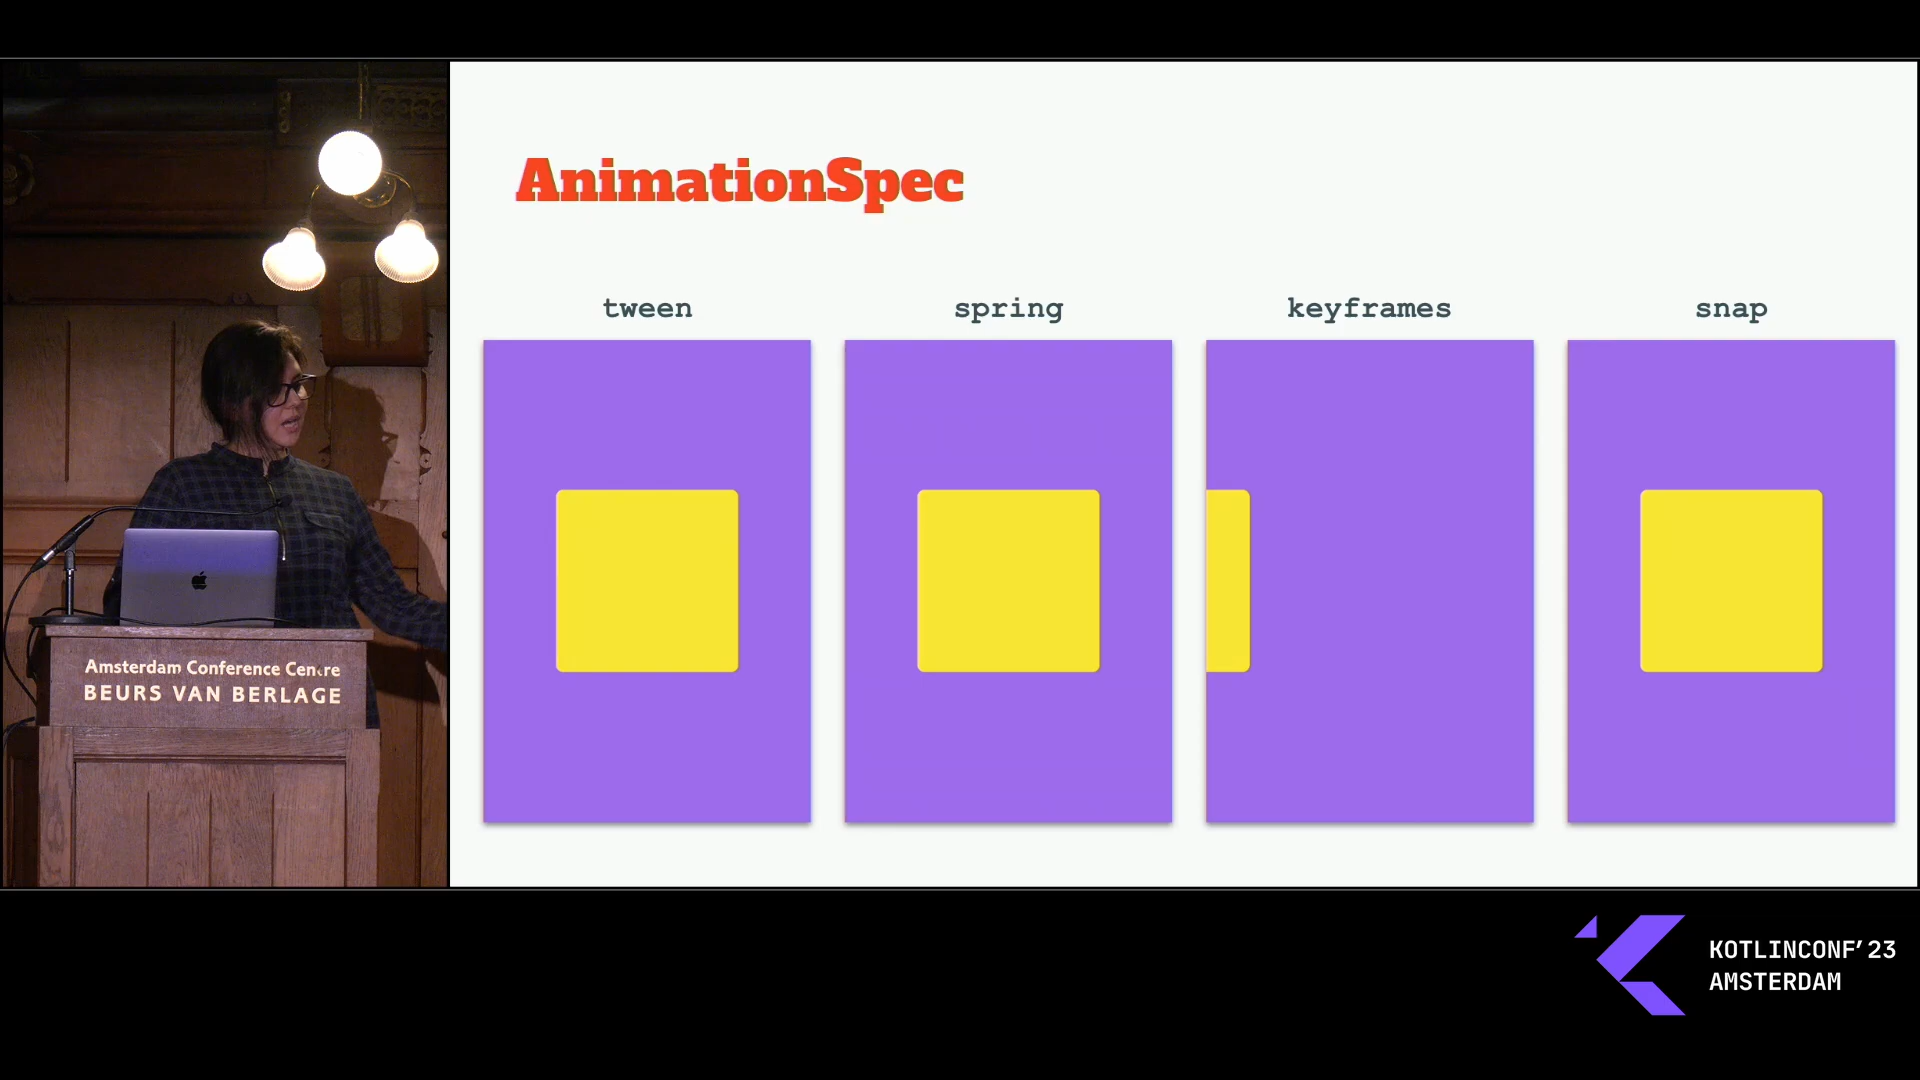 AnimationSpec
tween
spring
keyframes
snap
Amsterdam Conference Centre
BEURS VAN BERLAGE
KOTLINCONF'23
AMSTERDAM